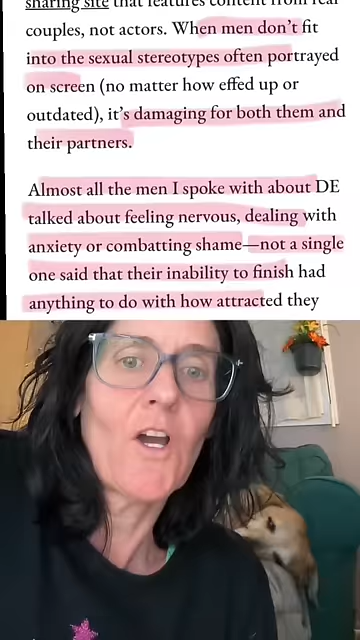 sharing site that features content from real
couples, not actors. When men don't fit
into the sexual stereotypes often portrayed
on screen (no matter how effed up or
outdated), it's damaging for both them and
their partners.
Almost all the men I spoke with about DE
talked about feeling nervous, dealing with
anxiety or combatting shame—not a single
one said that their inability to finish had
anything to do with how attracted they